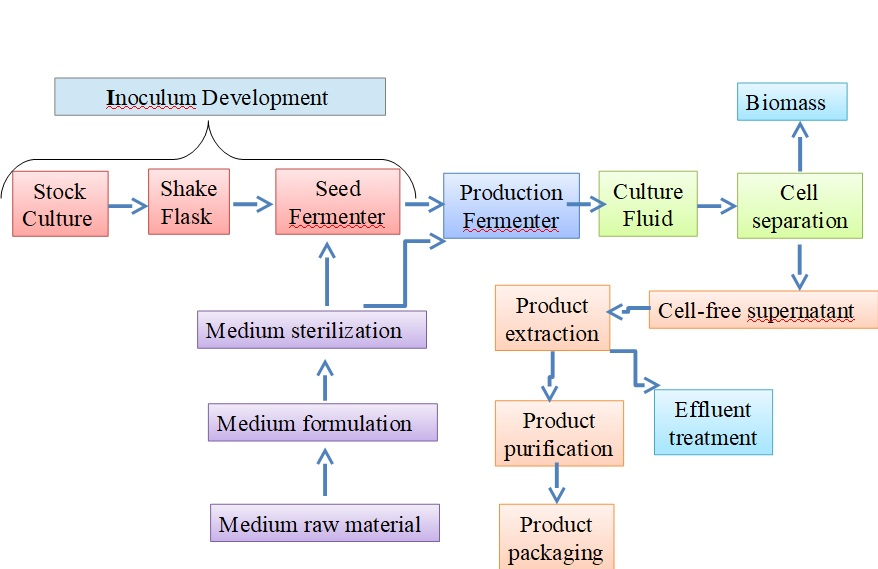 Inoculum Development
Biomass
Stock
Culture
Shake
Flask
Seed
Fermenter
Production
Fermenter
Culture
Fluid
Cell
separation
Medium sterilization
Product
extraction
Cell-free supernatant
Medium formulation
Product
purification
Effluent
treatment
Medium raw material
Product
packaging